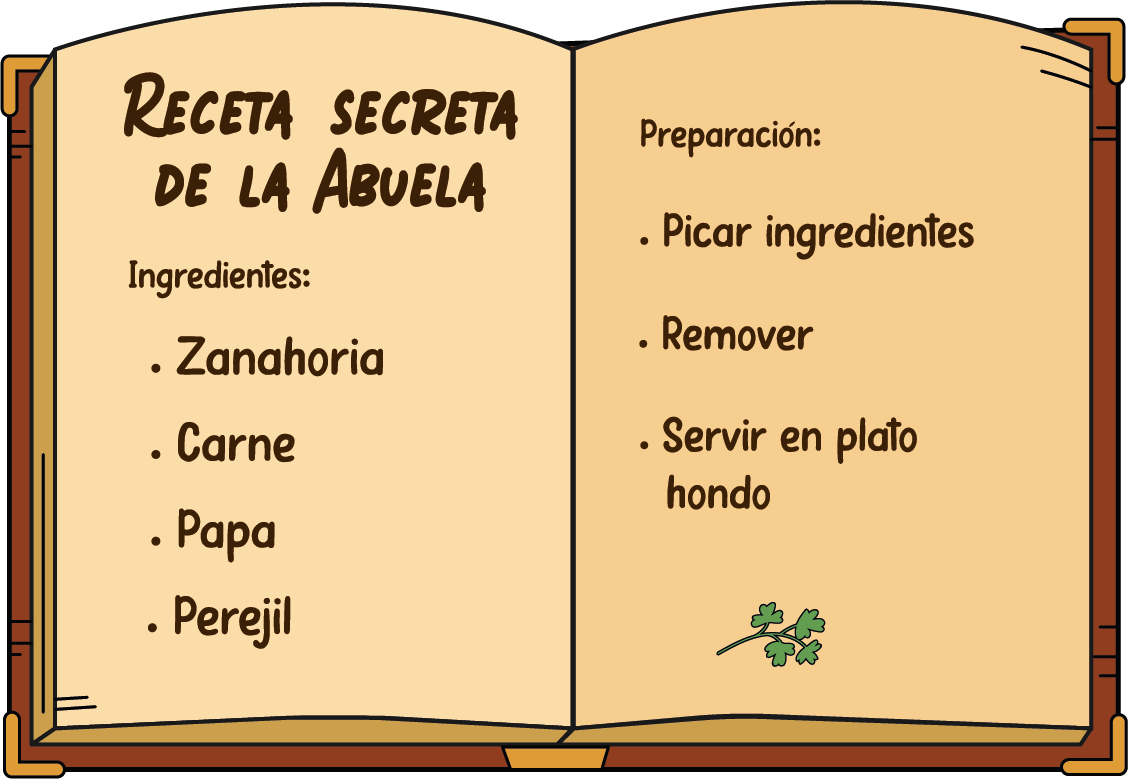 Receta secreta
de la Abuela
Ingredientes:
. Zanahoria
. Carne
. Papa
. Perejil
Preparación:
. Picar ingredientes
. Remover
. Servir en plato
hondo